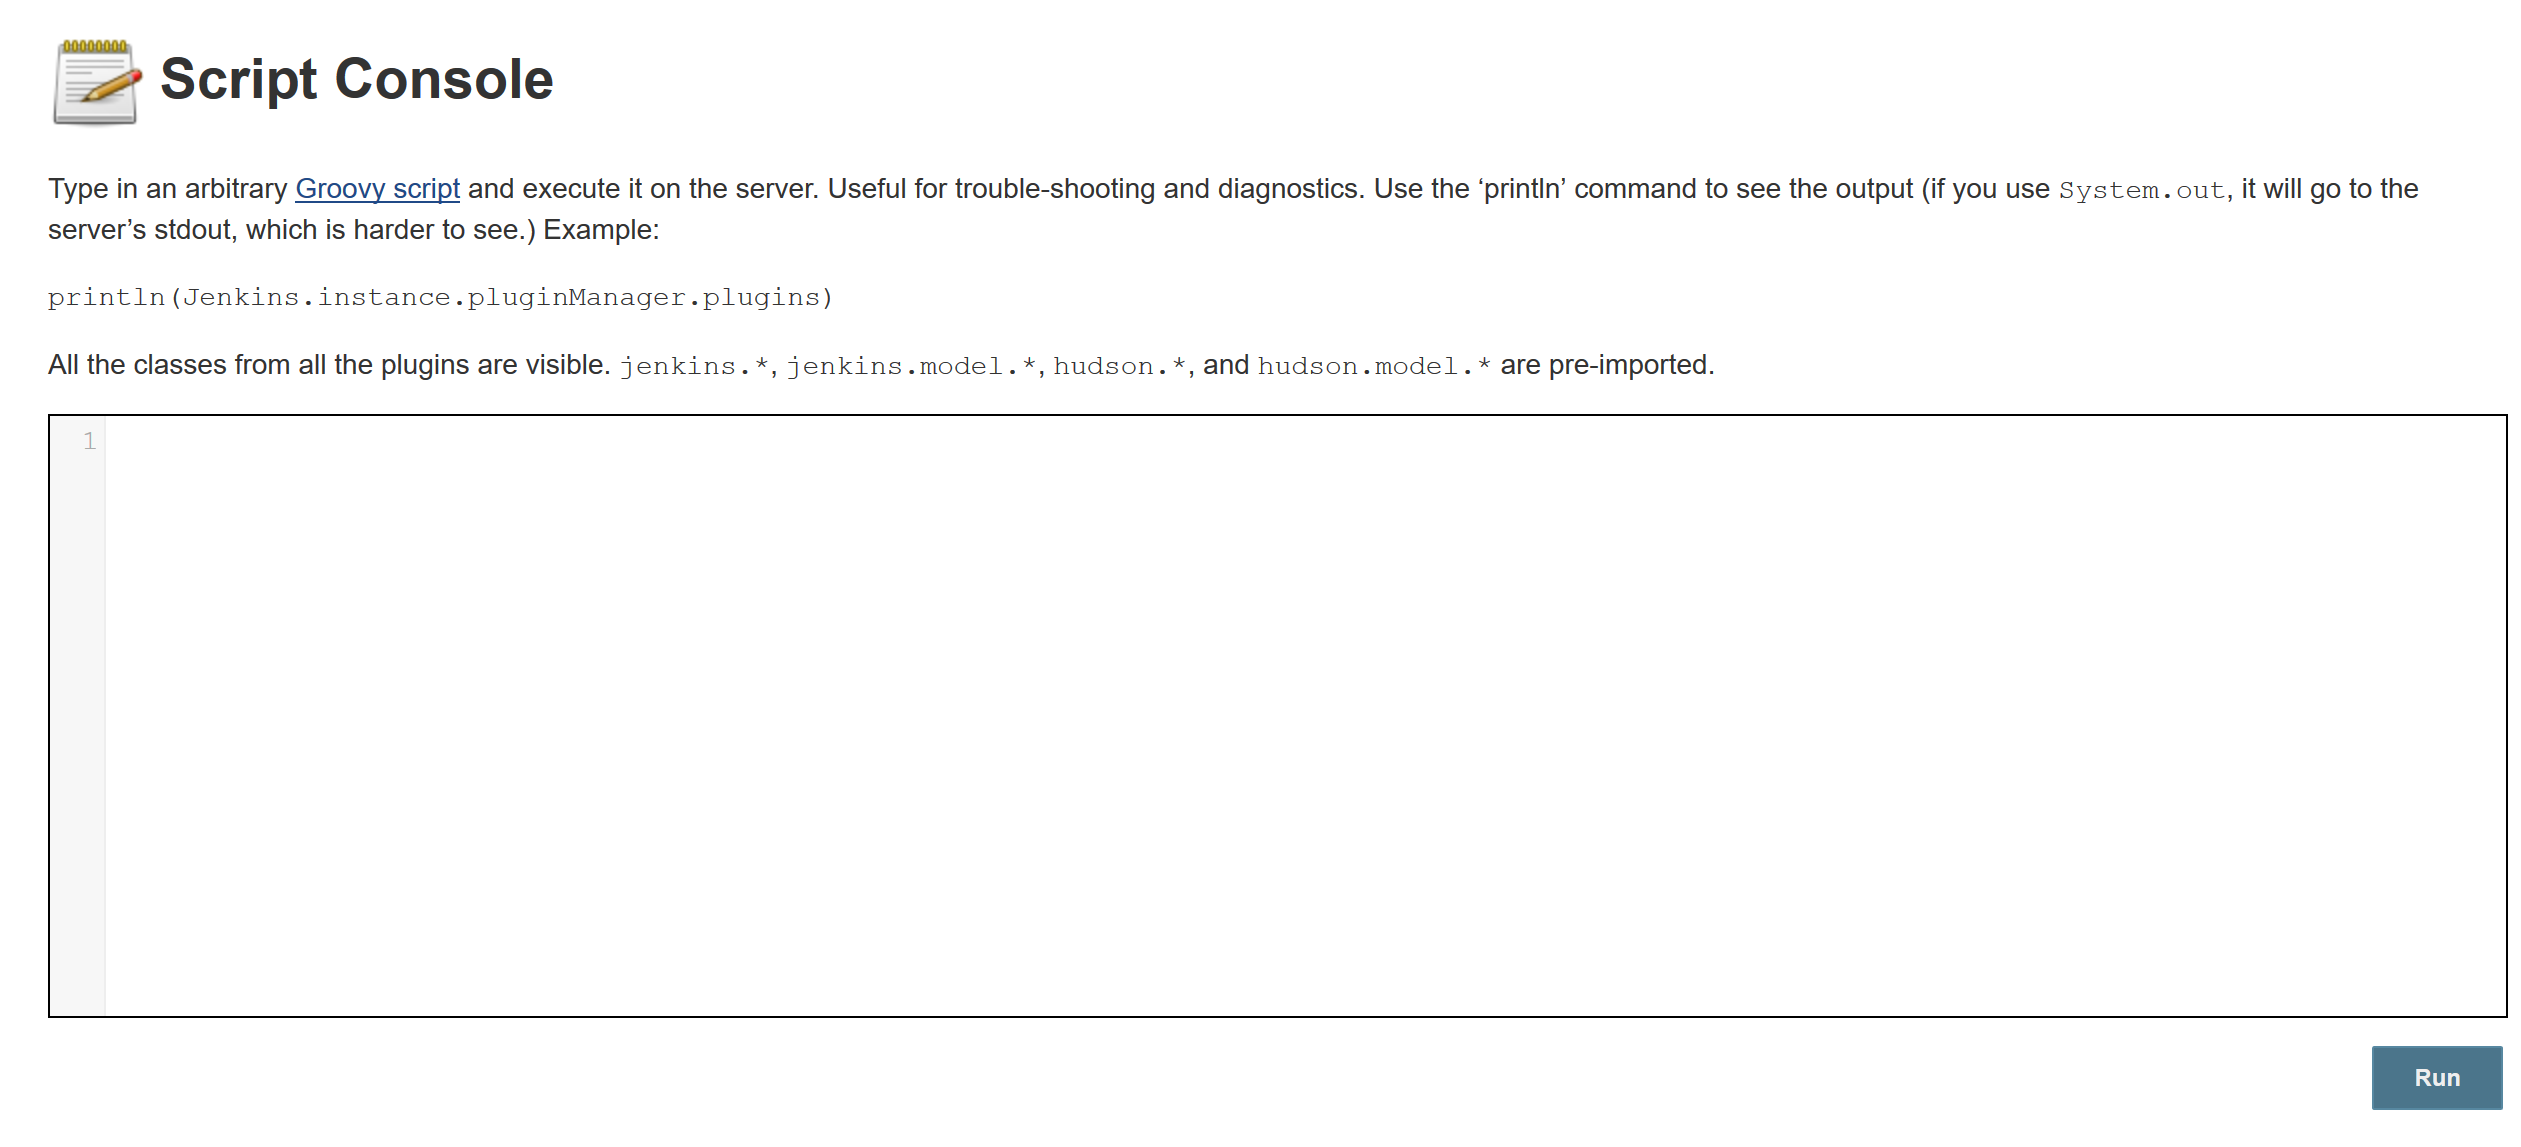 Script Console
Type in an arbitrary Groovy script and execute it on the server. Useful for trouble-shooting and diagnostics. Use the ‘println’ command to see the output (if you use System.out, it will go to the
server’s stdout, which is harder to see.) Example:
println(Jenkins.instance.pluginManager.plugins)
All the classes from all the plugins are visible. jenkins.*, jenkins.model.*, hudson.*, and hudson.model.* are pre-imported.
1
Run